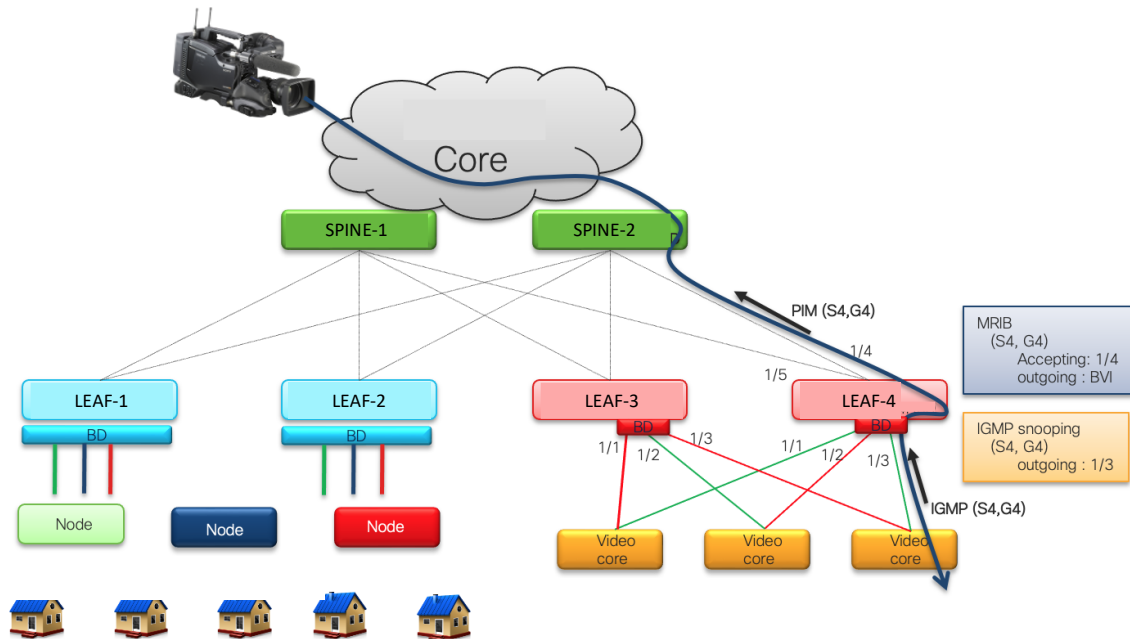 Core
SPINE-1
SPINE-2
PIM (S4,G4)
MRIB
(S4, G4)
Accepting: 1/4
outgoing : BVI
1/4
1/5
LEAF-1
LEAF-2
LEAF-3
LEAF-4
BD
BD
BD
BD
IGMP snooping
(S4, G4)
outgoing : 1/3
1/1
1/2
1/3
1/1
1/2
1/3
IGMP (S4,G4)
Node
Node
Node
Video
core
Video
core
Video
core